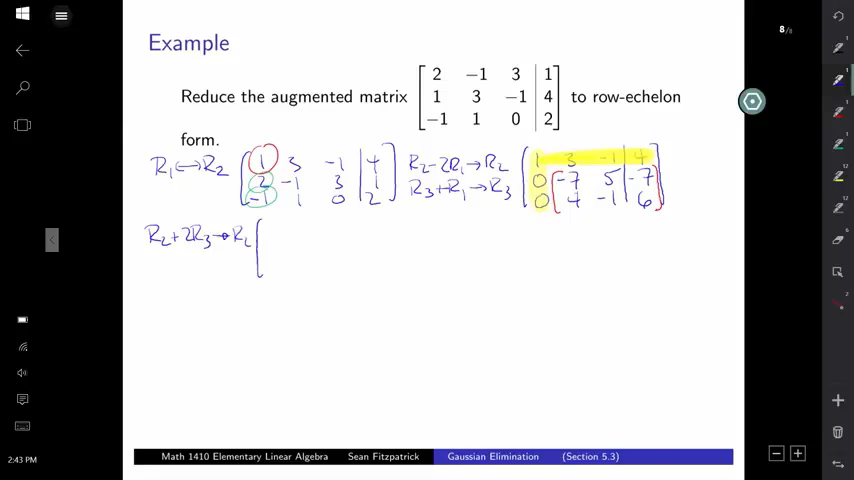 8/8
Example
2 -1 3 1
Reduce the augmented matrix 1 3 -1 4 to row-echelon
-1 1 0 2
form.
R1↔R2 [1 3 -1 | 4] R2-2R1→R2 [1 3 -1 | 4]
[2 -1 3 | 1] R3+R1→R3 [0 -7 5 | -7]
[-1 1 0 | 2] [0 4 -1 | 6]
R2+2R3→R2 [
Math 1410 Elementary Linear Algebra Sean Fitzpatrick Gaussian Elimination (Section 5.3)
2:43 PM